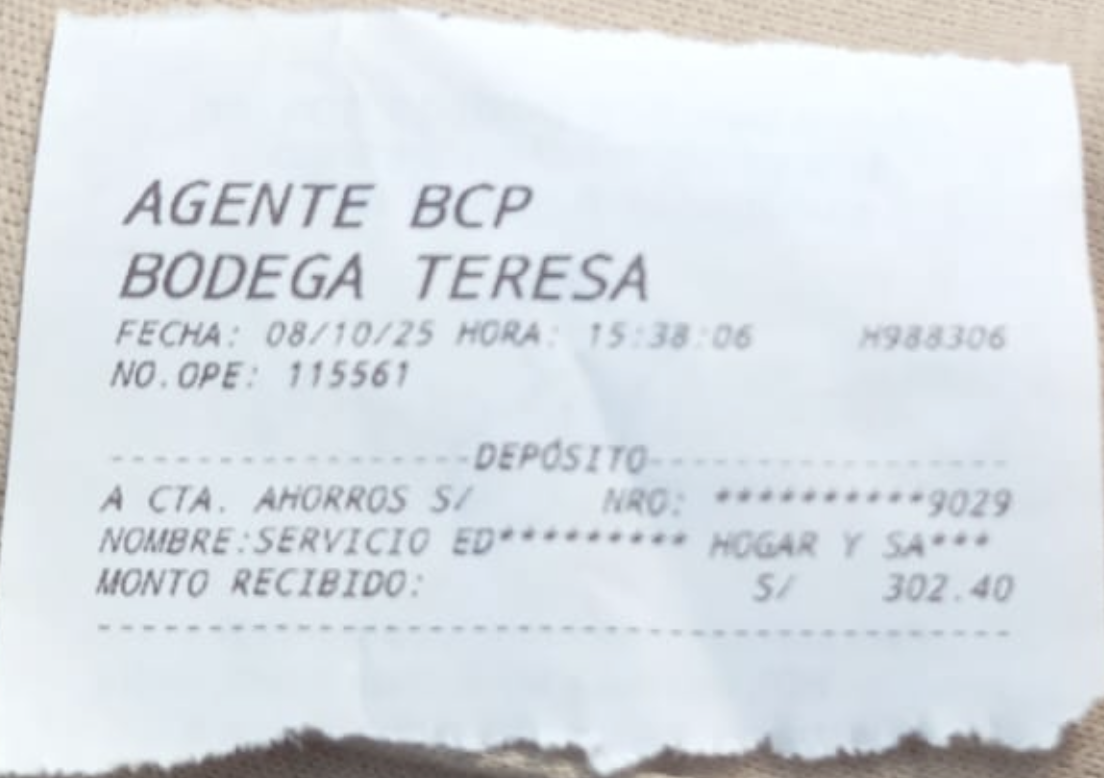 AGENTE BCP
BODEGA TERESA
FECHA: 08/10/25 HORA: 15:38:06 H988306
NO.OPE: 115561
----------------DEPÓSITO----------------
A CTA. AHORROS S/ NRO: **********9029
NOMBRE:SERVICIO ED********* HOGAR Y SA***
MONTO RECIBIDO: S/ 302.40